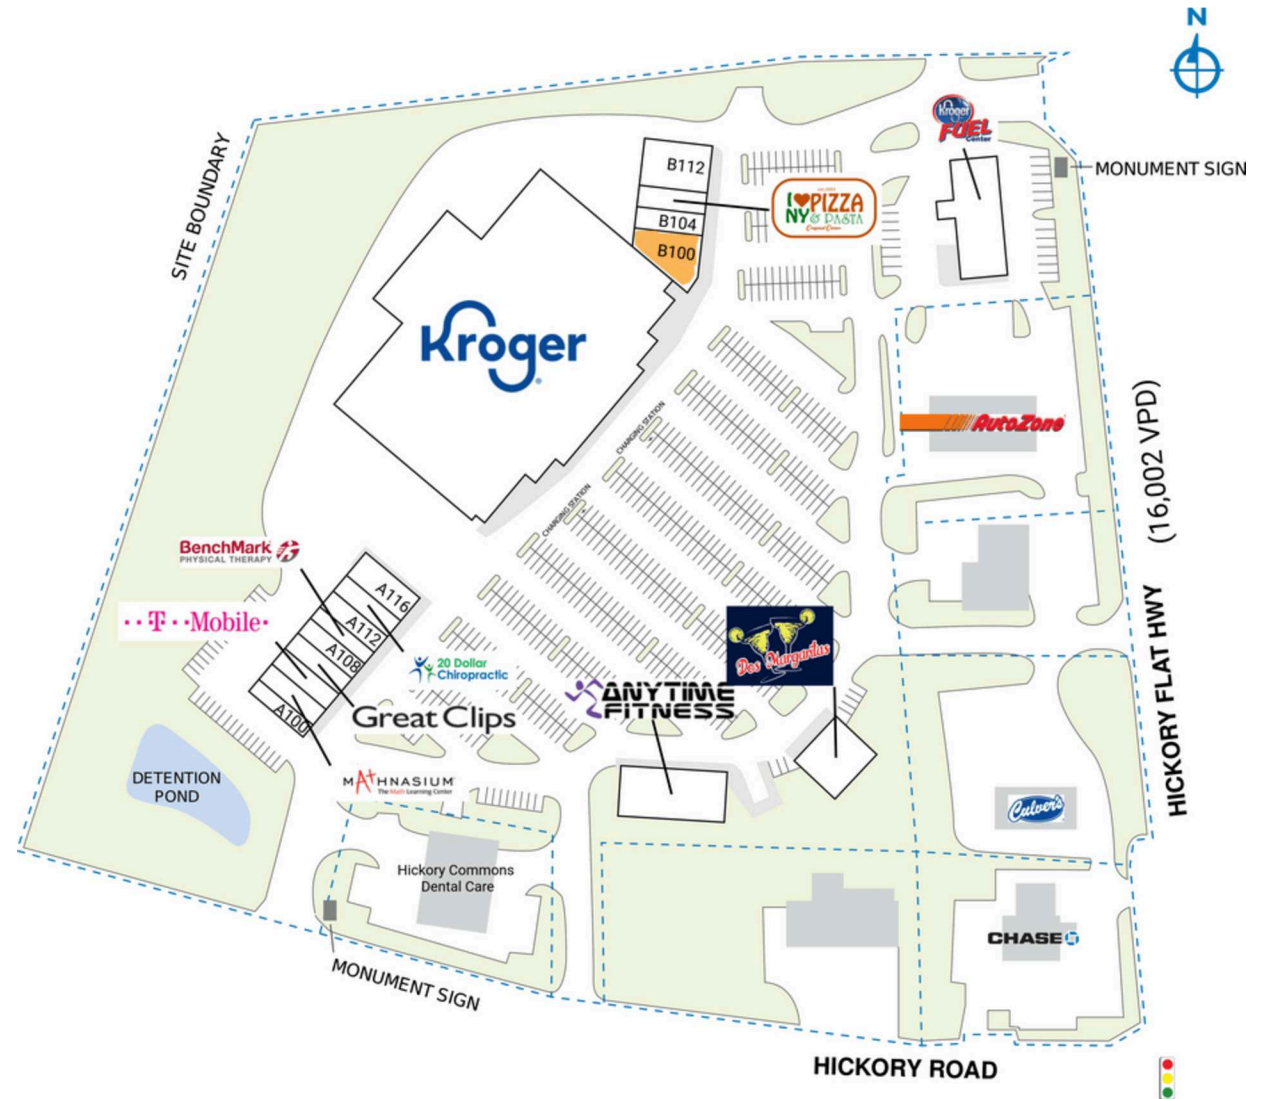 N
Kroger
FUEL
Center
MONUMENT SIGN
SITE BOUNDARY
B112
I♥PIZZA
NY & PASTA
B104
B100
Kroger
(16,002 VPD)
CHARGING STATION
AutoZone
CHARGING STATION
BenchMark
PHYSICAL THERAPY
A116
T Mobile
A112
A108
Dos Margaritas
20 Dollar
Chiropractic
ANYTIME
FITNESS
HICKORY FLAT HWY
A100
Great Clips
MATHNASIUM
The Math Learning Center
DETENTION
POND
Culver's
Hickory Commons
Dental Care
CHASE
MONUMENT SIGN
HICKORY ROAD